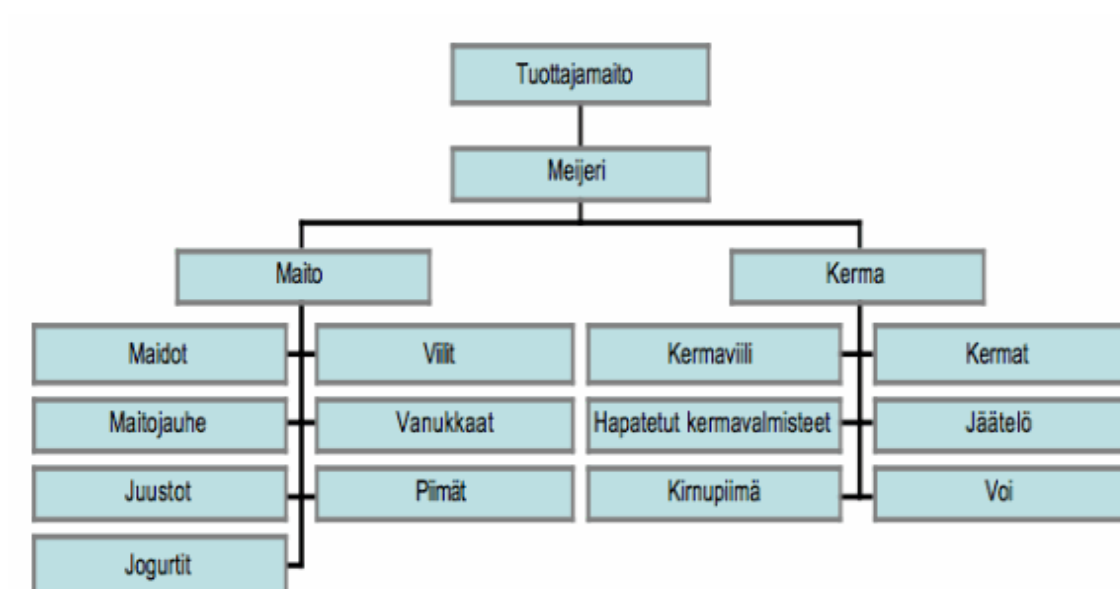 Tuottajamaito
Meijeri
Maito
Kerma
Maidot
Viilit
Kermaviili
Kermat
Maitojauhe
Vanukkaat
Hapatetut kermavalmisteet
Jäätelö
Juustot
Piimät
Kirnupiimä
Voi
Jogurtit